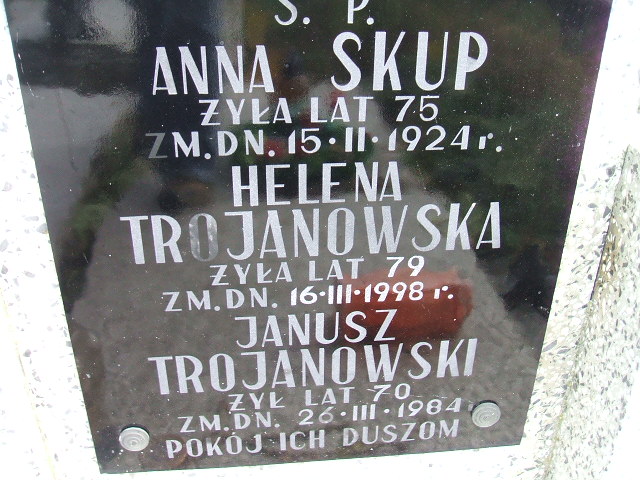 Ś. P.
ANNA SKUP
ŻYŁA LAT 75
ZM. DN. 15·II·1924 r.
HELENA
TROJANOWSKA
ŻYŁA LAT 79
ZM. DN. 16·III·1998 r.
JANUSZ
TROJANOWSKI
ŻYŁ LAT 70
ZM. DN. 26·III·1984
POKÓJ ICH DUSZOM